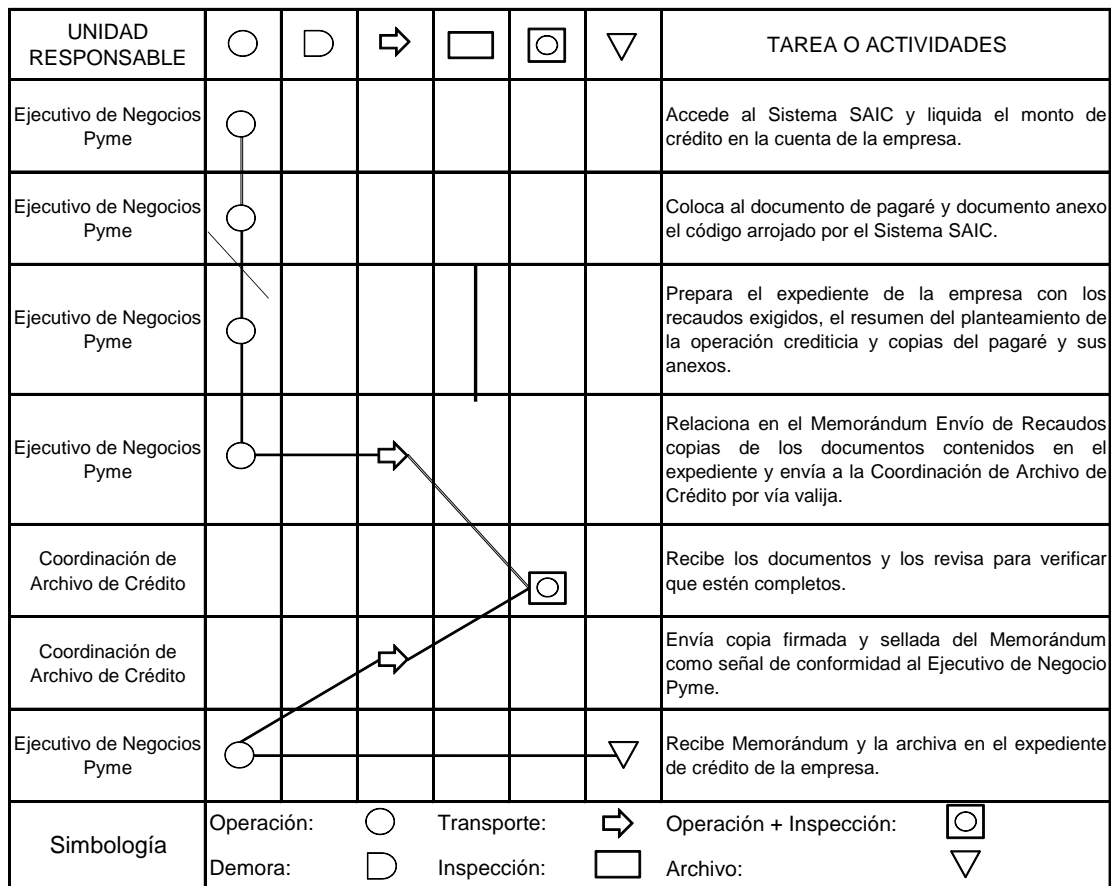 UNIDAD
RESPONSABLE
TAREA O ACTIVIDADES
Ejecutivo de Negocios
Pyme
Accede al Sistema SAIC y liquida el monto de
crédito en la cuenta de la empresa.
Ejecutivo de Negocios
Pyme
Coloca al documento de pagaré y documento anexo
el código arrojado por el Sistema SAIC.
Ejecutivo de Negocios
Pyme
Prepara el expediente de la empresa con los
recaudos exigidos, el resumen del planteamiento de
la operación crediticia y copias del pagaré y sus
anexos.
Ejecutivo de Negocios
Pyme
Relaciona en el Memorándum Envío de Recaudos
copias de los documentos contenidos en el
expediente y envía a la Coordinación de Archivo de
Crédito por vía valija.
Coordinación de
Archivo de Crédito
Recibe los documentos y los revisa para verificar
que estén completos.
Coordinación de
Archivo de Crédito
Envía copia firmada y sellada del Memorándum
como señal de conformidad al Ejecutivo de Negocio
Pyme.
Ejecutivo de Negocios
Pyme
Recibe Memorándum y la archiva en el expediente
de crédito de la empresa.
Simbología
Operación: Transporte: Operación + Inspección:
Demora: Inspección: Archivo: